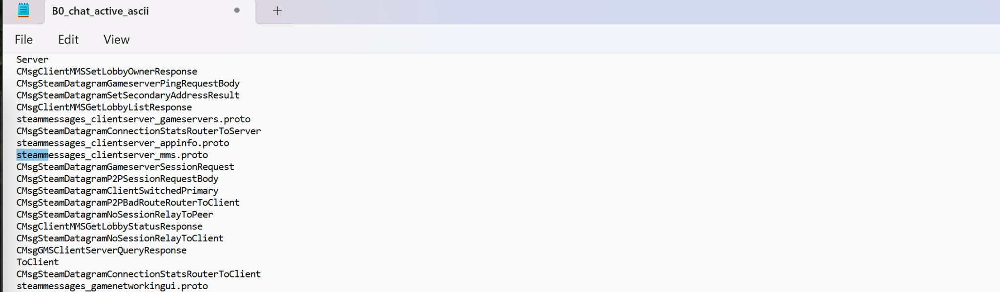 B0_chat_active_ascii
File Edit View
Server
CMsgClientMMSSetLobbyOwnerResponse
CMsgSteamDatagramGameserverPingRequestBody
CMsgSteamDatagramSetSecondaryAddressResult
CMsgClientMMSGetLobbyListResponse
steammessages_clientserver_gameservers.proto
CMsgSteamDatagramConnectionStatsRouterToServer
steammessages_clientserver_appinfo.proto
steammessages_clientserver_mms.proto
CMsgSteamDatagramGameserverSessionRequest
CMsgSteamDatagramP2PSessionRequestBody
CMsgSteamDatagramClientSwitchedPrimary
CMsgSteamDatagramP2PBadRouteRouterToClient
CMsgSteamDatagramNoSessionRelayToPeer
CMsgClientMMSGetLobbyStatusResponse
CMsgSteamDatagramNoSessionRelayToClient
CMsgGMSClientServerQueryResponse
ToClient
CMsgSteamDatagramConnectionStatsRouterToClient
steammessages_gamenetworkingui.proto